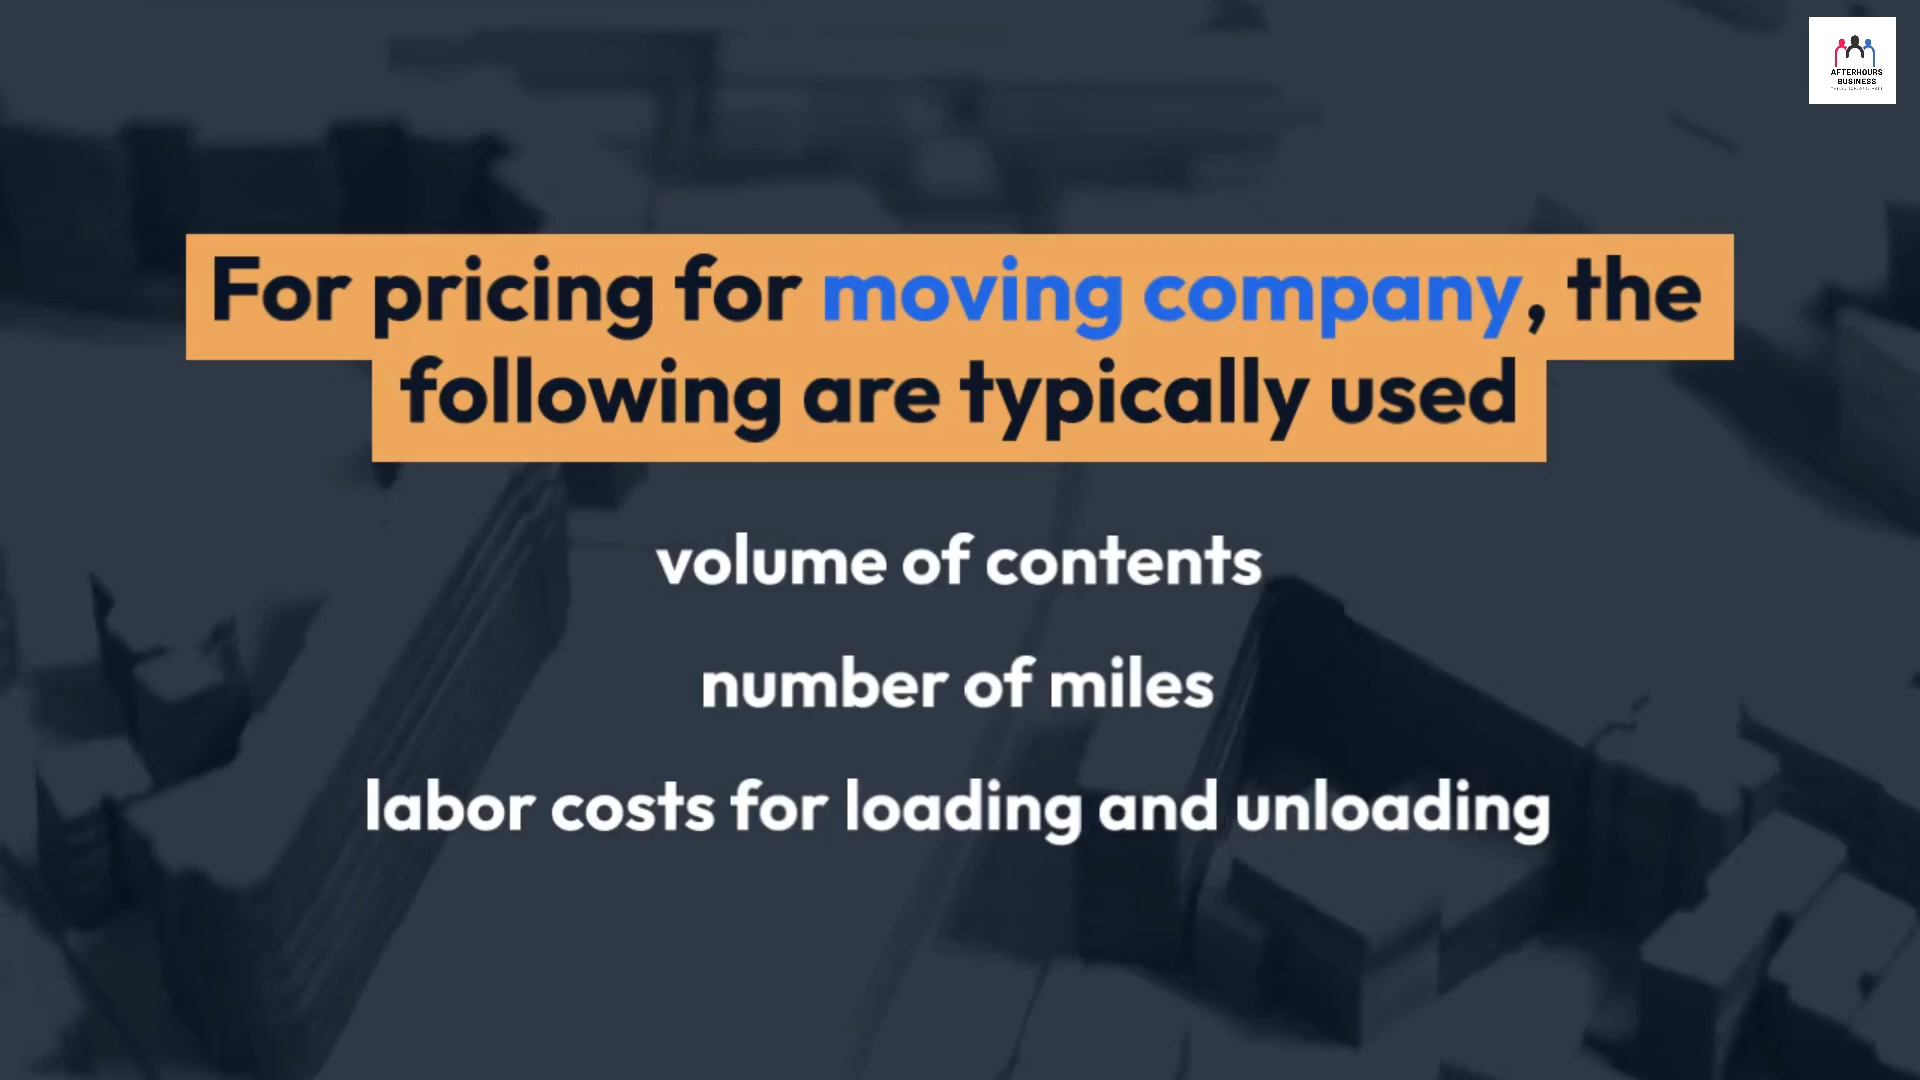 AFTERHOURS
BUSINESS
For pricing for moving company, the
following are typically used
volume of contents
number of miles
labor costs for loading and unloading